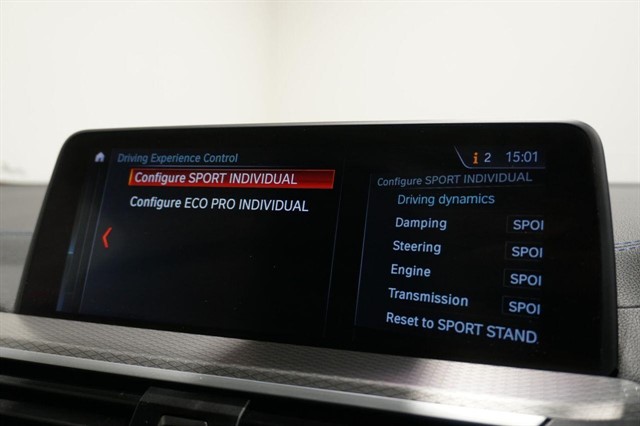 Driving Experience Control
i 2 15:01
Configure SPORT INDIVIDUAL
Configure ECO PRO INDIVIDUAL
Configure SPORT INDIVIDUAL
Driving dynamics
Damping SPOI
Steering SPOI
Engine SPOI
Transmission SPOI
Reset to SPORT STAND